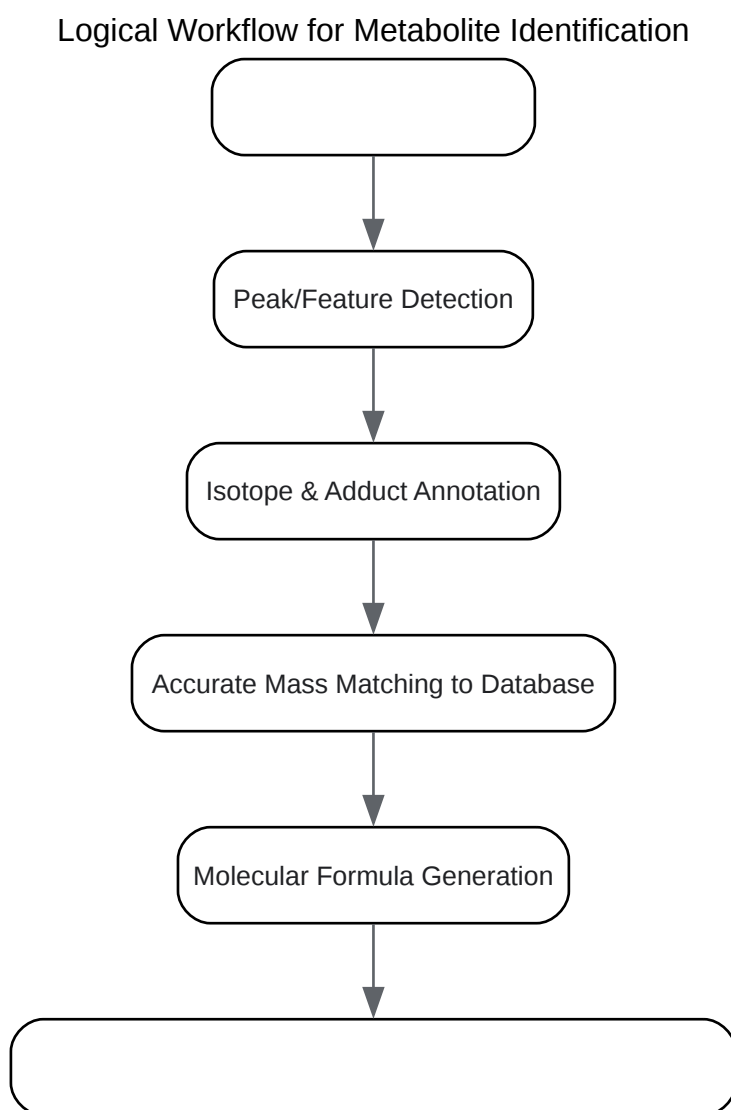 Logical Workflow for Metabolite Identification
Peak/Feature Detection
Isotope & Adduct Annotation
Accurate Mass Matching to Database
Molecular Formula Generation